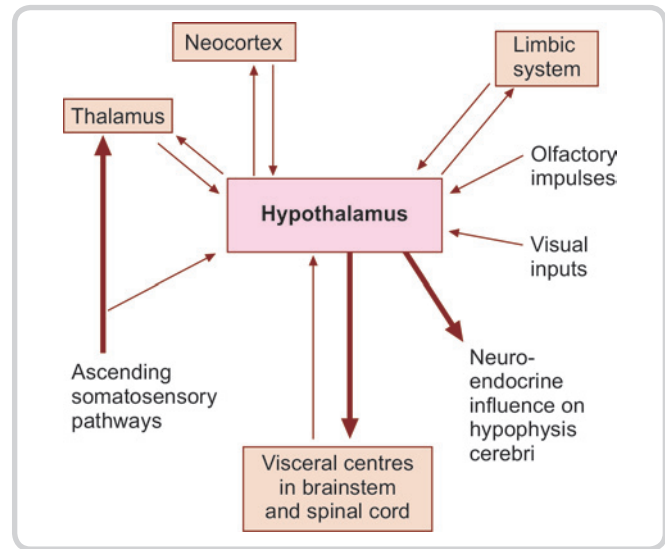 Neocortex
Limbic
system
Thalamus
Olfactory
impulses
Hypothalamus
Visual
inputs
Ascending
somatosensory
pathways
Neuro-
endocrine
influence on
hypophysis
cerebri
Visceral centres
in brainstem
and spinal cord